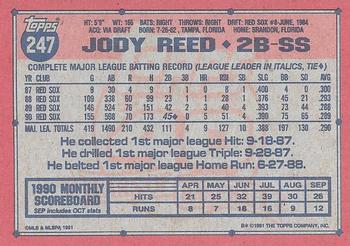 Topps
247
HT: 5'9" WT: 165 BATS: RIGHT THROWS: RIGHT DRFT: RED SOX #8-JUNE, 1984
ACQ: VIA DRAFT BORN: 7-26-62, TAMPA, FLORIDA HOME: BRANDON, FLORIDA
JODY REED • 2B-SS
COMPLETE MAJOR LEAGUE BATTING RECORD (LEAGUE LEADER IN ITALICS, TIE♦)
YR CLUB G AB R H 2B 3B HR RBI SB SLG BB SO AVG
87 RED SOX 9 30 4 9 1 1 0 8 1 .400 4 0 .300
88 RED SOX 109 338 60 99 23 1 1 28 1 .376 45 21 .293
89 RED SOX 146 524 76 151 42 2 3 40 4 .393 73 44 .288
90 RED SOX 155 598 70 173 45♦ 0 5 51 4 .390 75 65 .289
MAJ. LEA. TOTALS 419 1490 210 432 111 4 9 127 10 .389 197 130 .290
He collected 1st major league Hit: 9-18-87.
He drilled 1st major league Triple: 9-28-87.
He belted 1st major league Home Run: 6-27-88.
1990 MONTHLY SCOREBOARD
SEP includes OCT stats
APR MAY JUN JUL AUG SEP
HITS 21 25 34 35 32 26
RUNS 8 7 16 13 14 12
©MLB & MLBPA, 1991
B* ©1991 THE TOPPS COMPANY, INC.